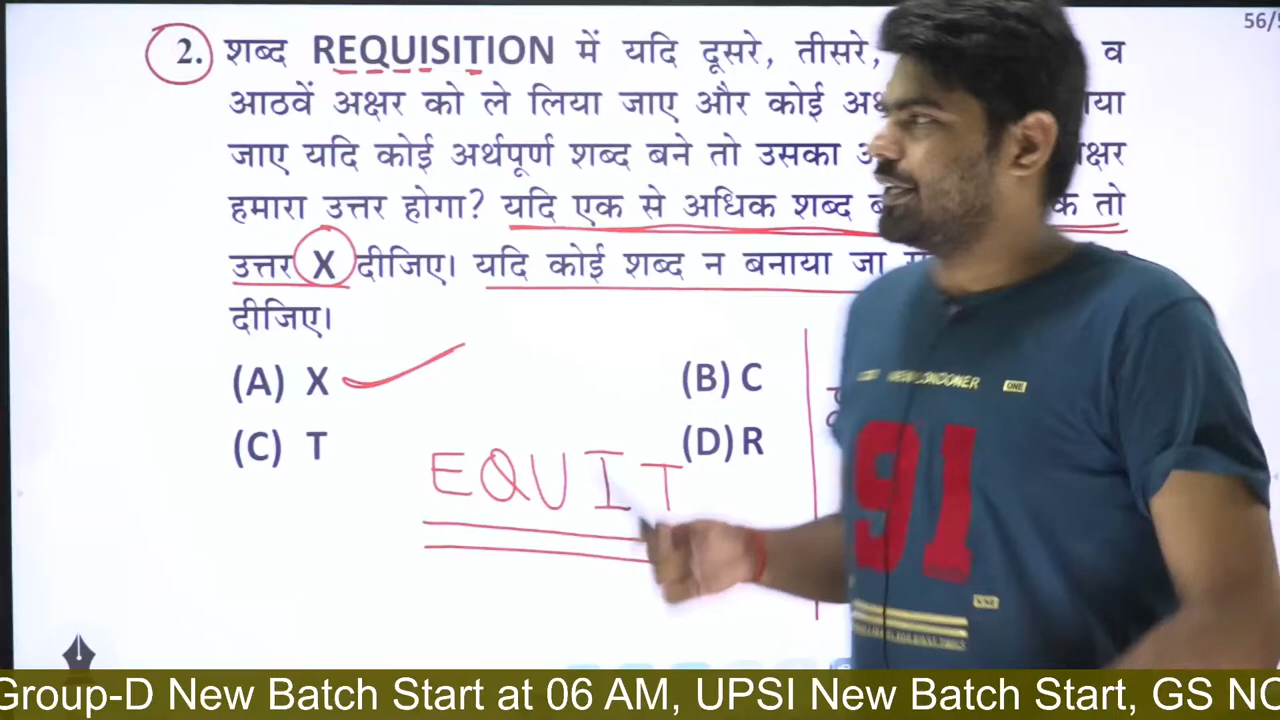 56/
2. शब्द REQUISITION में यदि दूसरे, तीसरे, व
आठवें अक्षर को ले लिया जाए और कोई
जाए यदि कोई अर्थपूर्ण शब्द बने तो उसका
हमारा उत्तर होगा? यदि एक से अधिक शब्द तो
उत्तर X दीजिए। यदि कोई शब्द न बनाया जा
दीजिए।
(A) X (B) C
(C) T (D) R
EQUIT
NEW LONDONER ONE
91
Group-D New Batch Start at 06 AM, UPSI New Batch Start, GS NC